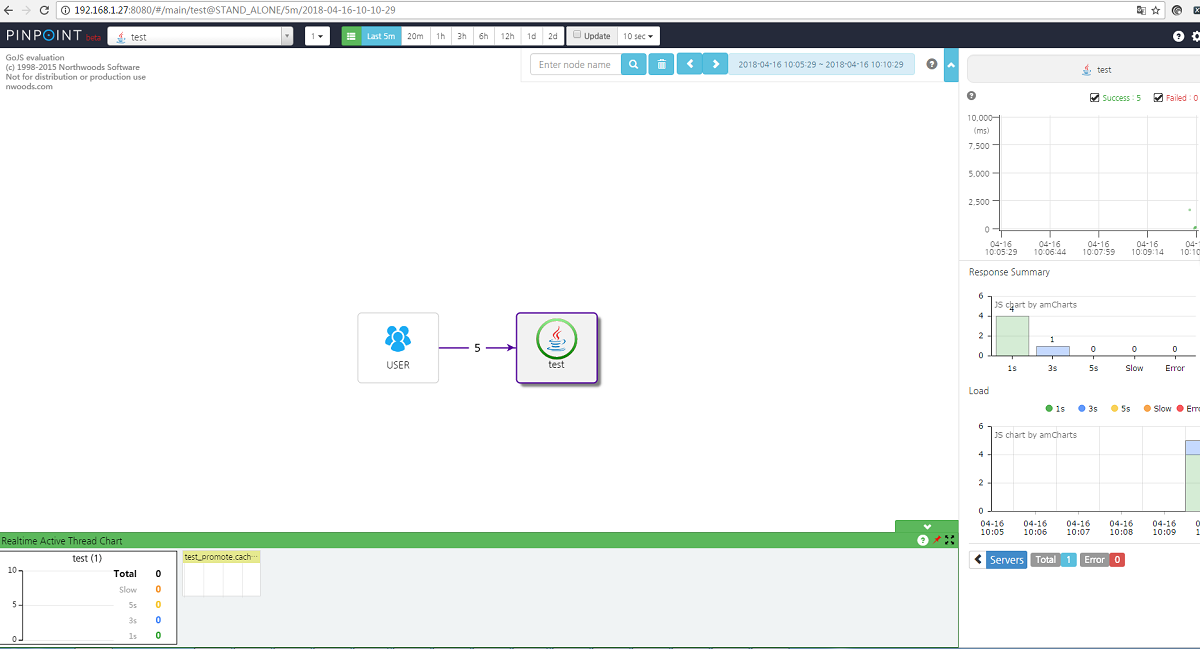 192.168.1.27:8080/#/main/test@STAND_ALONE/5m/2018-04-16-10-10-29
PINPOINT beta
test
1
Last 5m 20m 1h 3h 6h 12h 1d 2d
Update 10 sec
GoJS evaluation
(c) 1998-2015 Northwoods Software
Not for distribution or production use
nwoods.com
Enter node name
2018-04-16 10:05:29 ~ 2018-04-16 10:10:29
USER
5
test
test
Success : 5 Failed : 0
10,000
(ms)
7,500
5,000
2,500
0
04-16 04-16 04-16 04-16 04-
10:05:29 10:06:44 10:07:59 10:09:14 10:10
Response Summary
JS chart by amCharts
6
4
2
0
4 1 0 0 0
1s 3s 5s Slow Error
Load
1s 3s 5s Slow Err
JS chart by amCharts
6
4
2
0
04-16 04-16 04-16 04-16 04-16
10:05 10:06 10:07 10:08 10:09
Servers Total 1 Error 0
Realtime Active Thread Chart
test (1)
10
5
0
Total 0
Slow 0
5s 0
3s 0
1s 0
test_promote.cach...